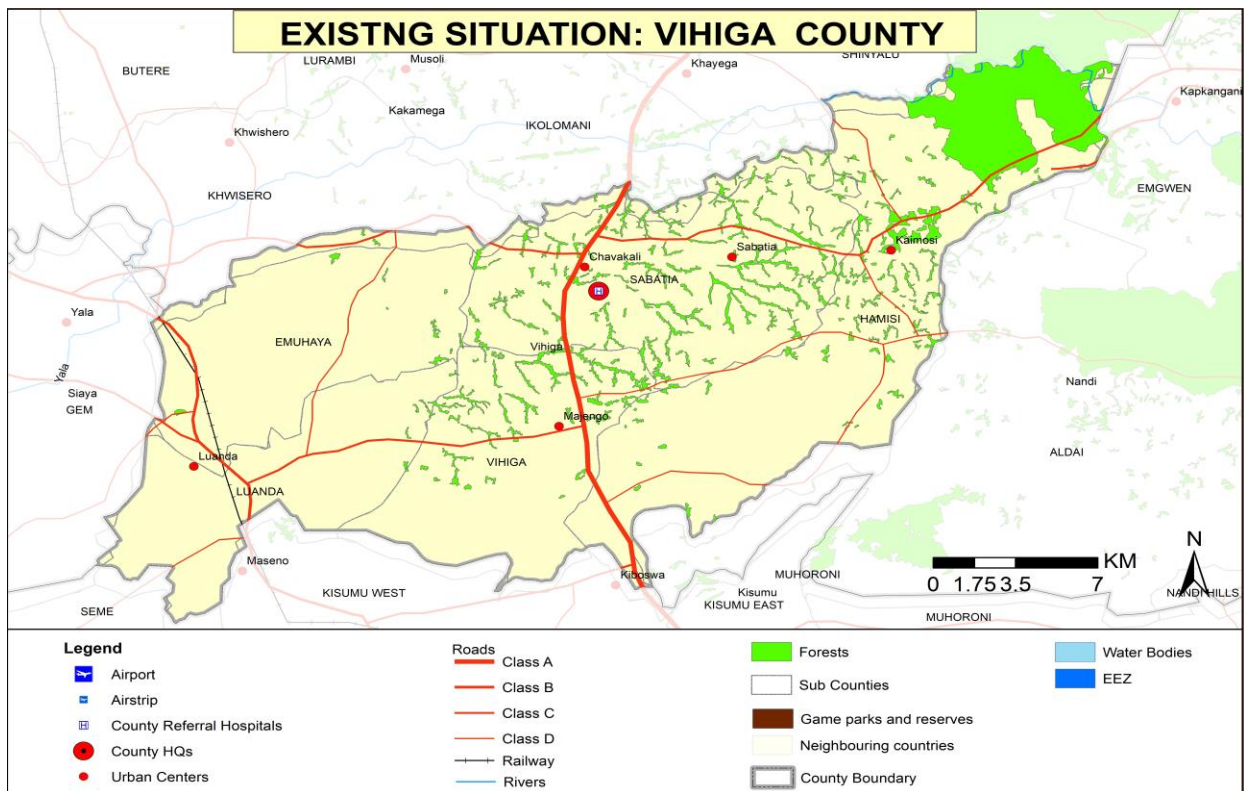 EXISTNG SITUATION: VIHIGA COUNTY
LURAMBI
Musoli
SHINYALU
BUTERE
Khayega
Kapkangani
Kakamega
Khwishero
IKOLOMANI
KHWISERO
EMGWEN
Sabatia
Kaimosi
Chavakali
SABATIA
Yala
HAMISI
EMUHAYA
Vihiga
Yala
Siaya
GEM
Nandi
Majengo
ALDAI
Luanda
VIHIGA
LUANDA
KM
N
Maseno
Kiboswa
MUHORONI
0 1.75 3.5 7
KISUMU WEST
Kisumu
KISUMU EAST
NANDI HILLS
SEME
MUHORONI
Legend
Airport
Airstrip
H County Referral Hospitals
County HQs
Urban Centers
Roads
Class A
Class B
Class C
Class D
Railway
Rivers
Forests
Sub Counties
Game parks and reserves
Neighbouring countries
County Boundary
Water Bodies
EEZ